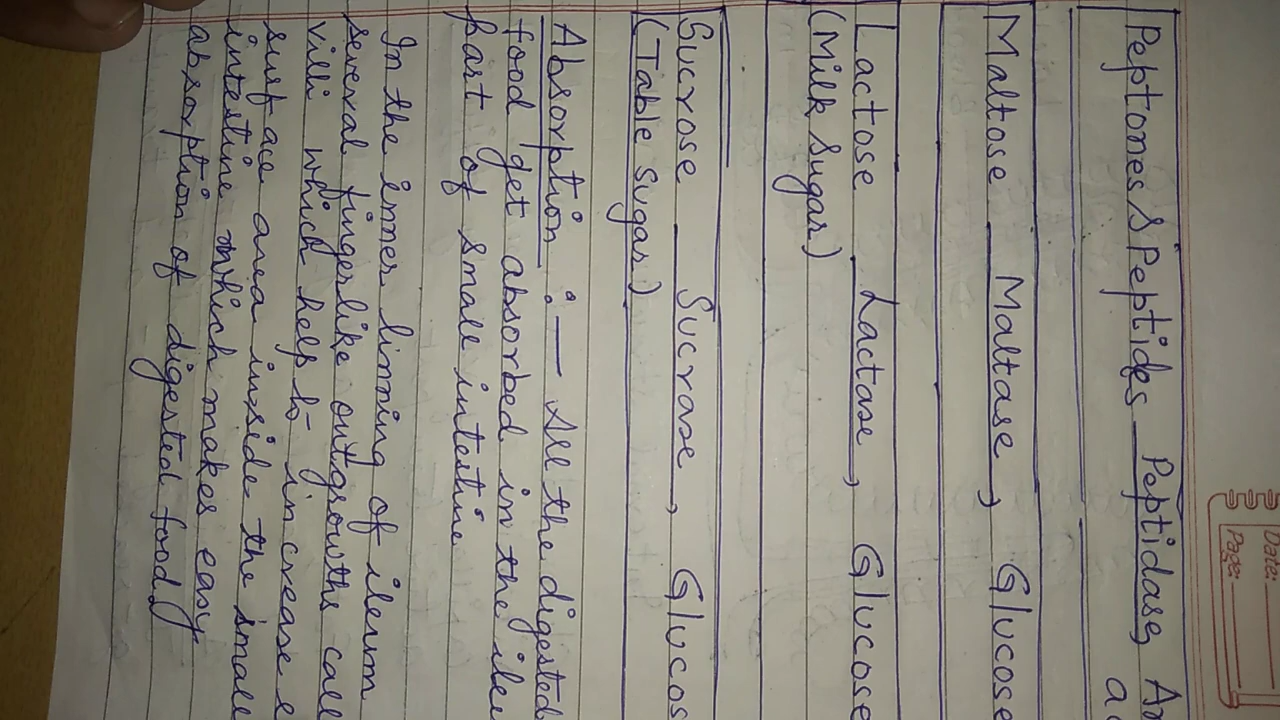 Date:
Page:
Peptones & Peptides Peptidase, A
a
Maltose Maltase, Glucose
Lactose Lactase, Glucose
(Milk Sugar)
Sucrose Sucrase, Glucos
(Table sugar)
Absorption :— All the digested
food get absorbed in the ileu
part of small intestine
In the inner linning of ileum
several fingerlike outgrowths call
villi which help to increase
surface area inside the small
intestine which makes easy
absorption of digested food.